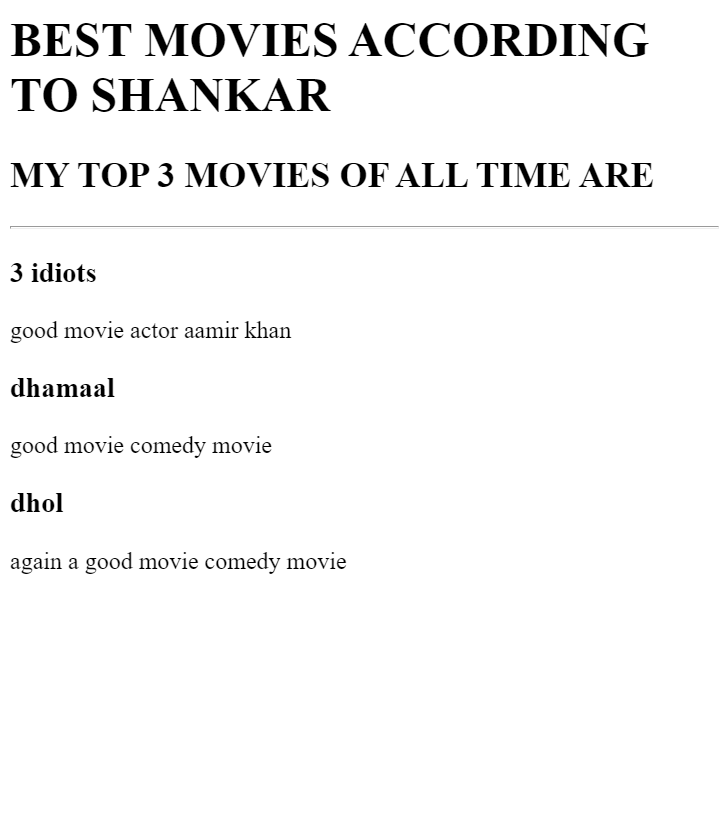 BEST MOVIES ACCORDING
TO SHANKAR
MY TOP 3 MOVIES OF ALL TIME ARE
3 idiots
good movie actor aamir khan
dhamaal
good movie comedy movie
dhol
again a good movie comedy movie